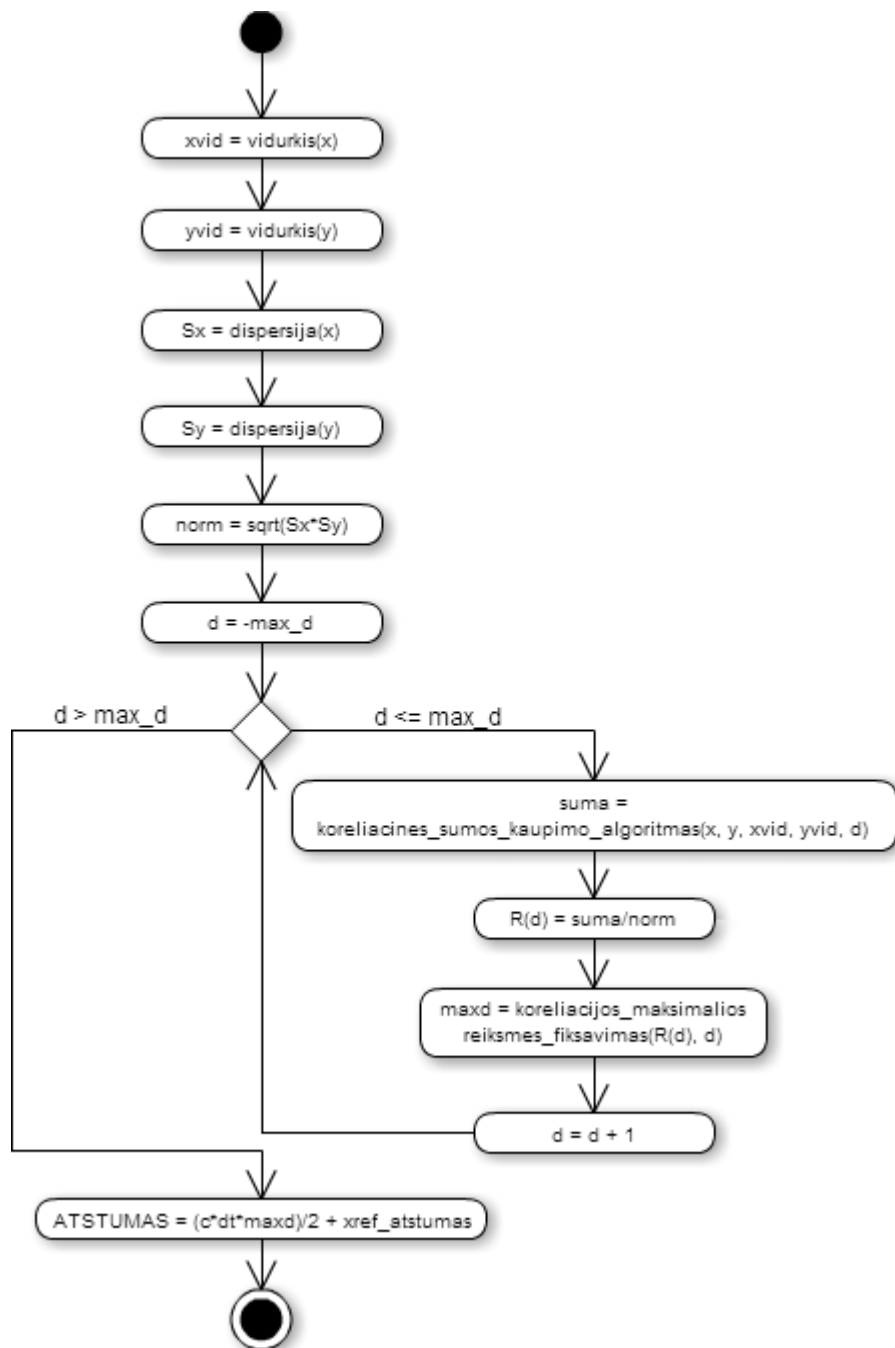 xvid = vidurkis(x)
yvid = vidurkis(y)
Sx = dispersija(x)
Sy = dispersija(y)
norm = sqrt(Sx*Sy)
d = -max_d
d > max_d
d <= max_d
suma =
koreliacines_sumos_kaupimo_algoritmas(x, y, xvid, yvid, d)
R(d) = suma/norm
maxd = koreliacijos_maksimalios
reiksmes_fiksavimas(R(d), d)
d = d + 1
ATSTUMAS = (c*dt*maxd)/2 + xref_atstumas